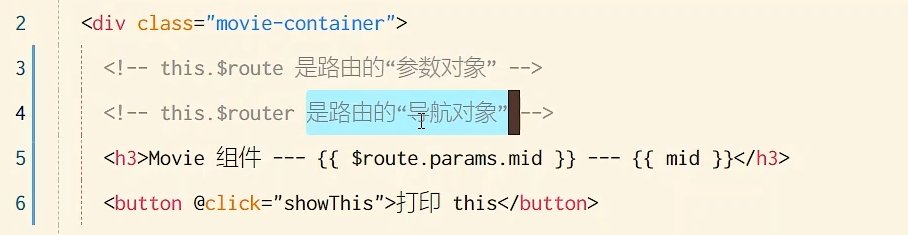 2 <div class="movie-container">
3 <!-- this.$route 是路由的“参数对象” -->
4 <!-- this.$router 是路由的“导航对象” -->
5 <h3>Movie 组件 --- {{ $route.params.mid }} --- {{ mid }}</h3>
6 <button @click="showThis">打印 this</button>